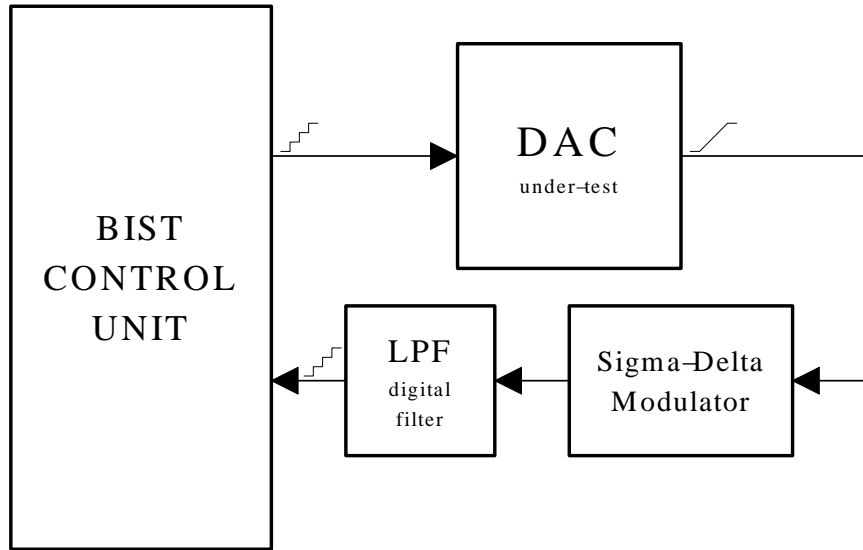 BIST
CONTROL
UNIT
DAC
under-test
LPF
digital
filter
Sigma-Delta
Modulator